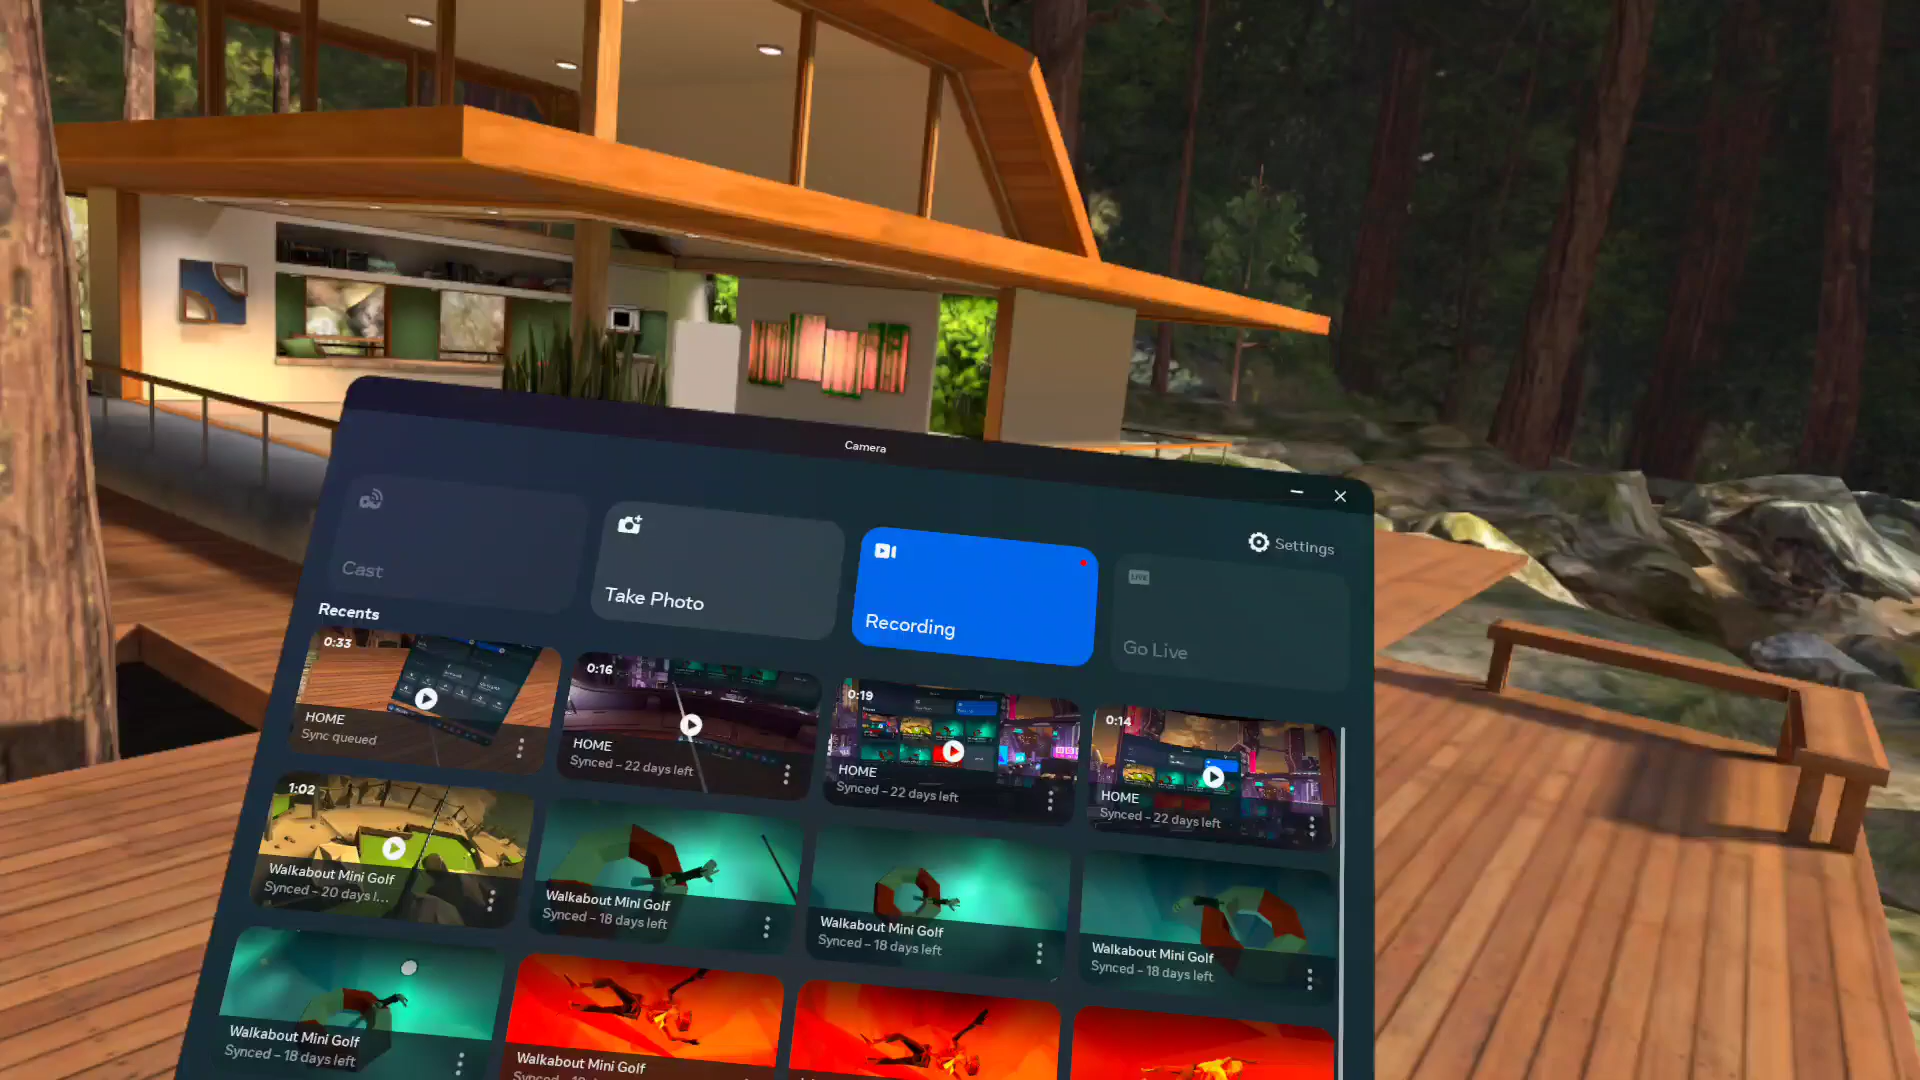 Camera
Settings
Cast
Take Photo
Recording
LIVE
Go Live
Recents
0:33
HOME
Sync queued
0:16
HOME
Synced – 22 days left
0:19
HOME
Synced – 22 days left
0:14
HOME
Synced – 22 days left
1:02
Walkabout Mini Golf
Synced – 20 days l...
Walkabout Mini Golf
Synced – 18 days left
Walkabout Mini Golf
Synced – 18 days left
Walkabout Mini Golf
Synced – 18 days left
Walkabout Mini Golf
Synced – 18 days left
Walkabout Mini Golf